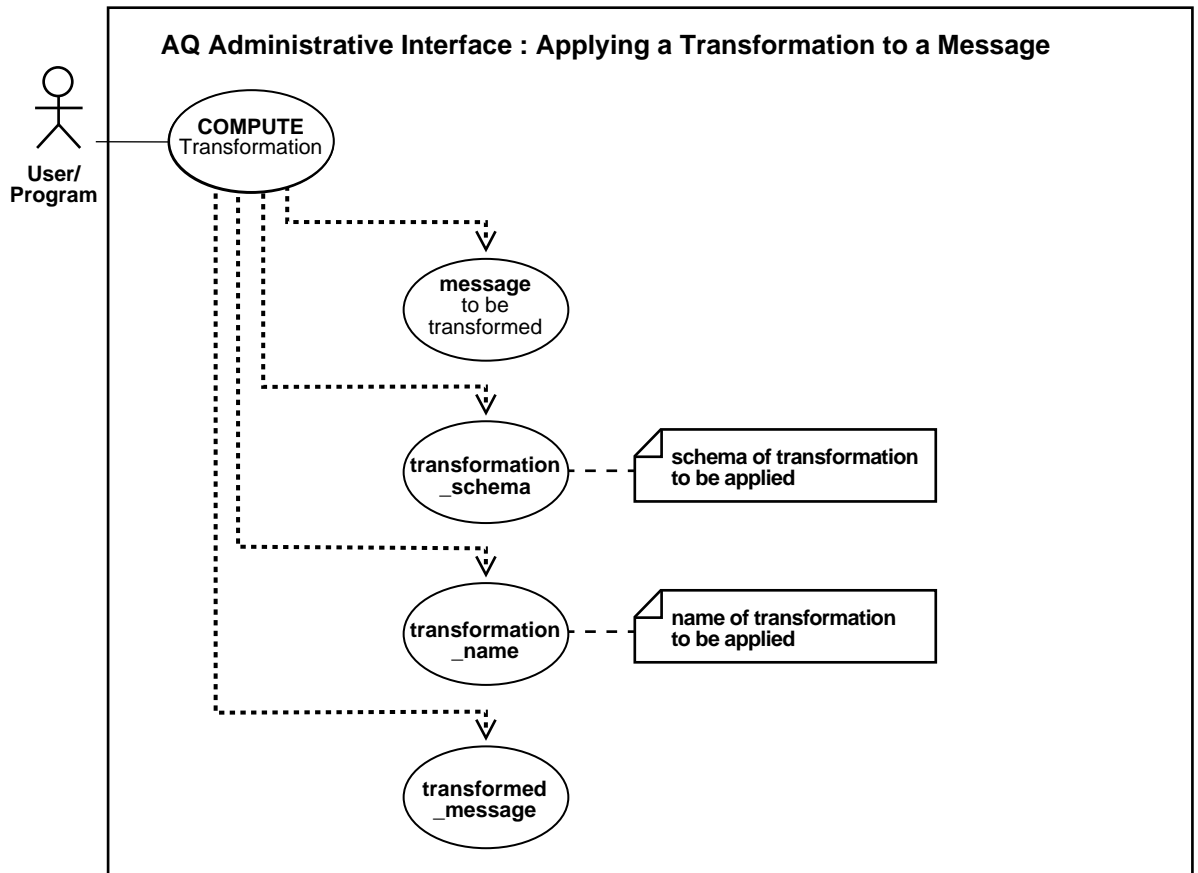 AQ Administrative Interface : Applying a Transformation to a Message
User/
Program
COMPUTE
Transformation
message
to be
transformed
transformation
_schema
schema of transformation
to be applied
transformation
_name
name of transformation
to be applied
transformed
_message